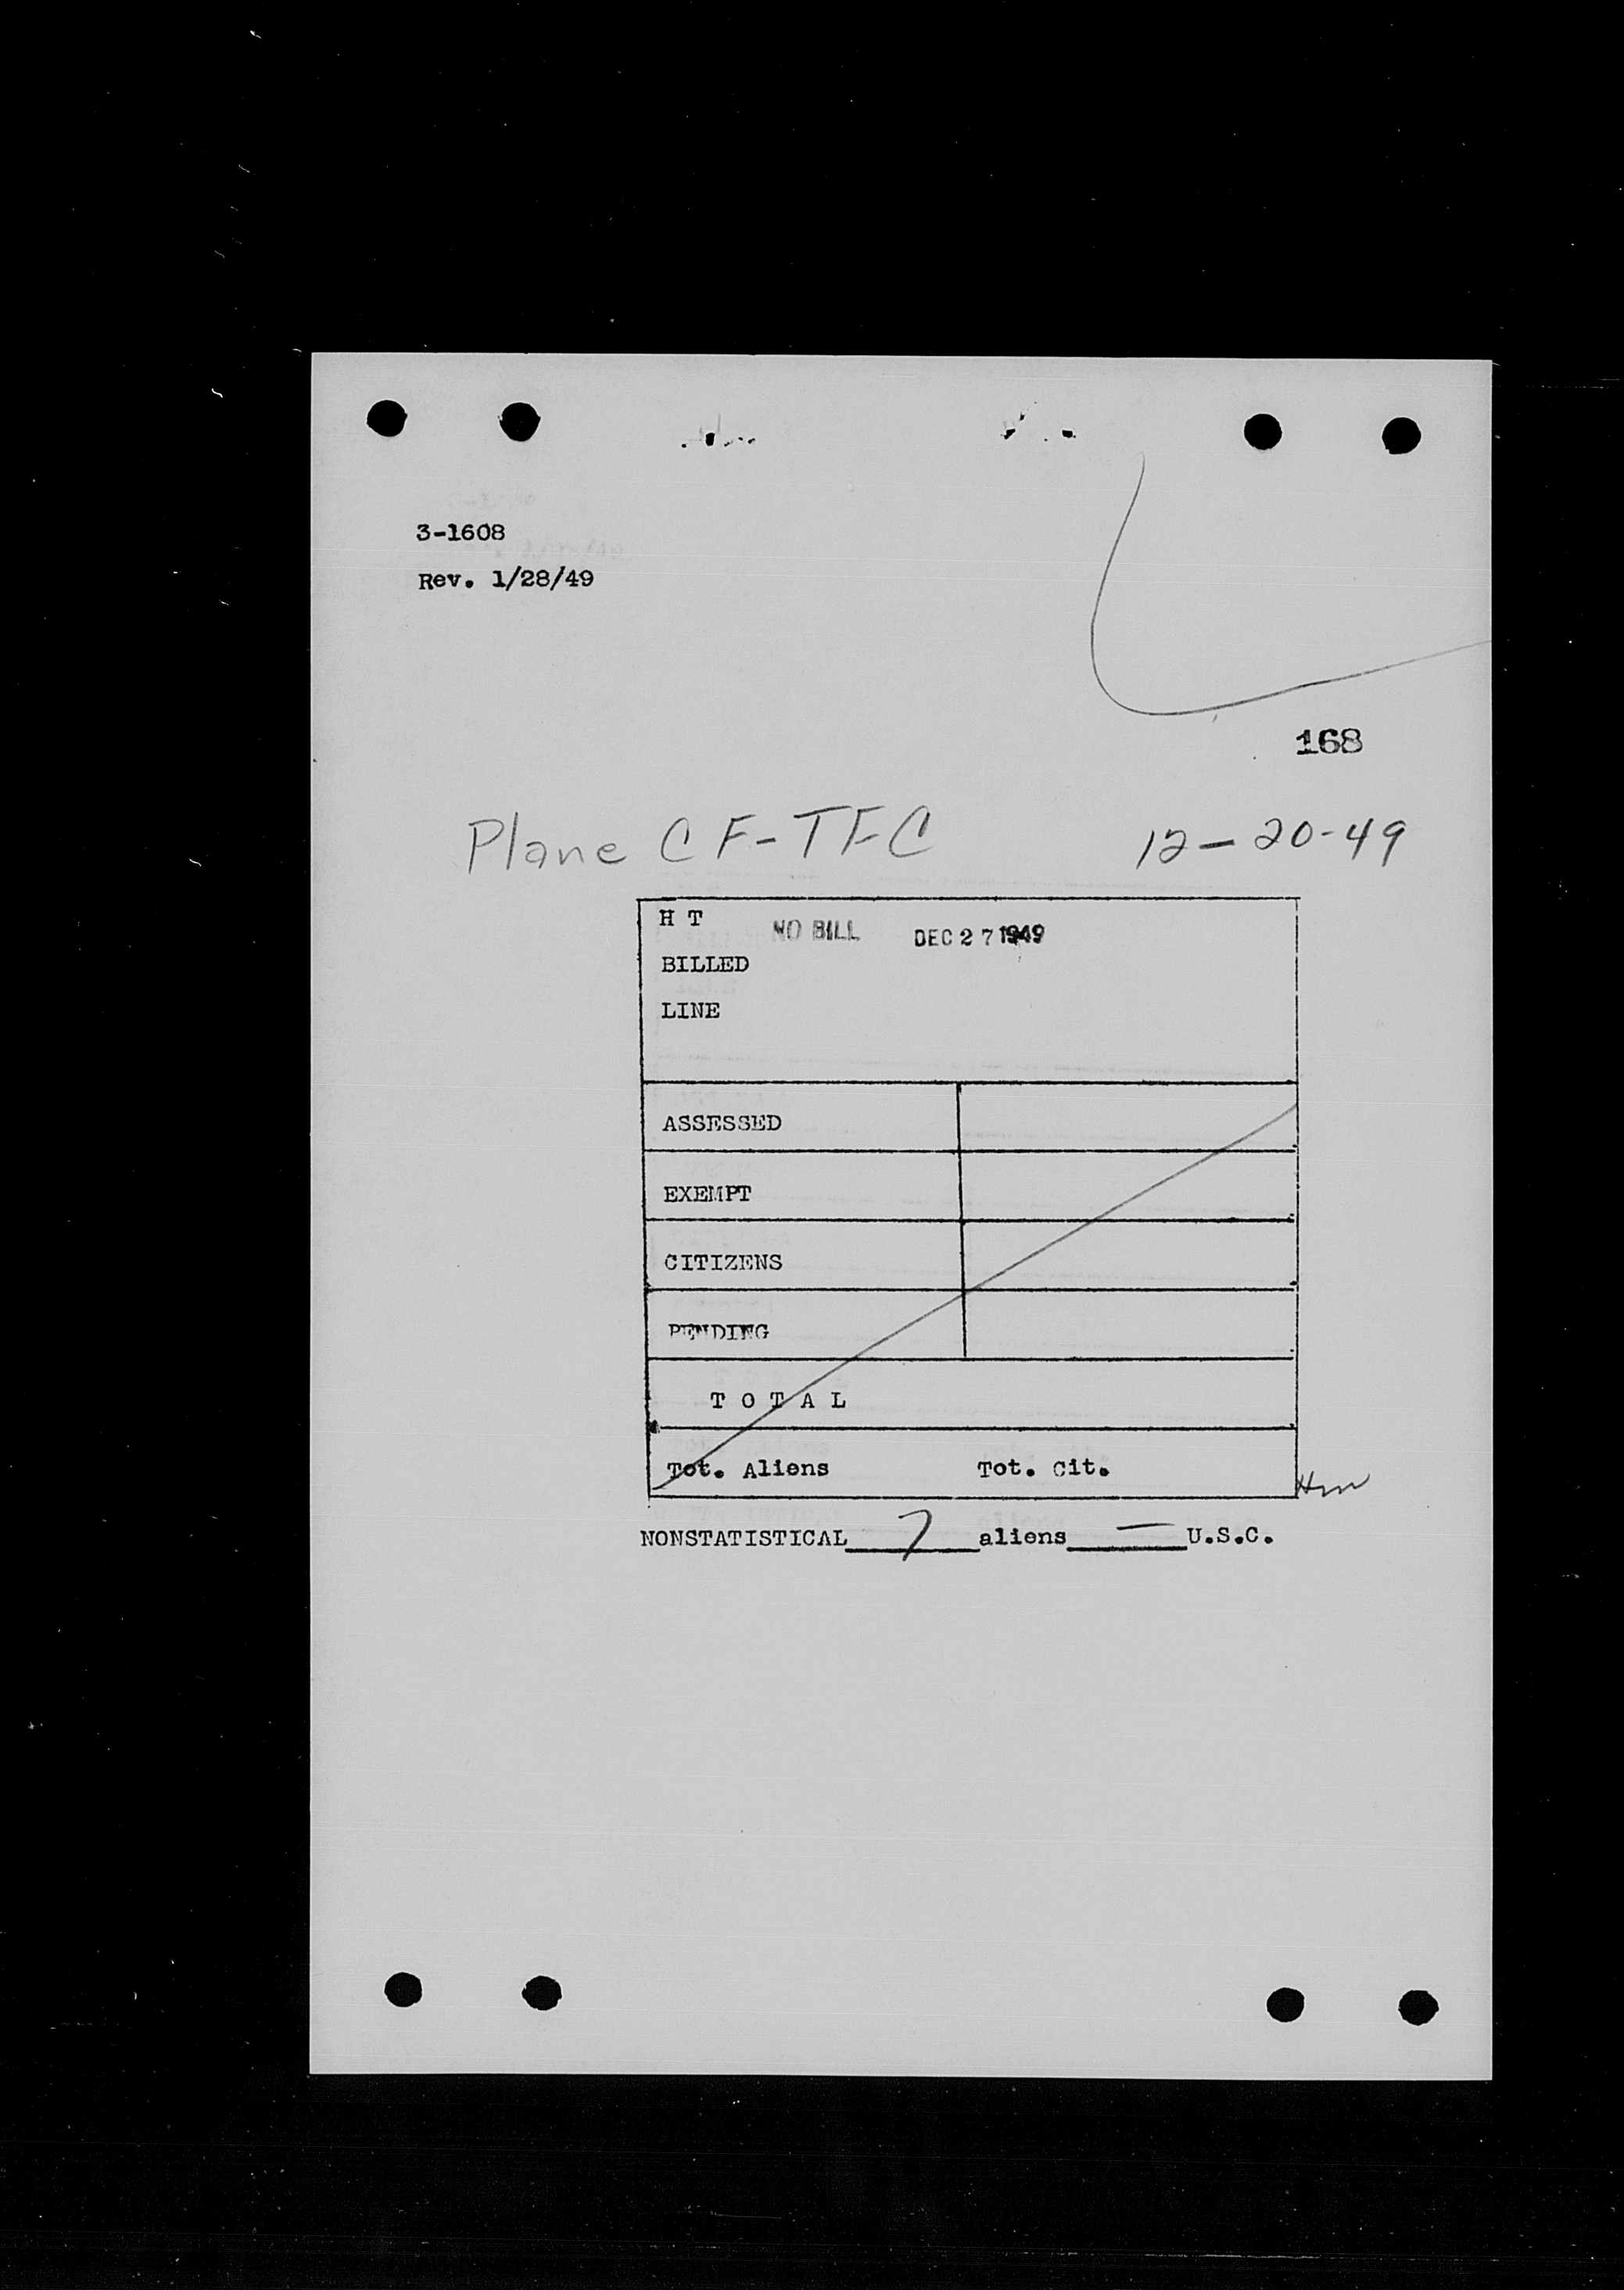 3-1608
Rev. 1/28/49
168
Plane CF-TFC 12-20-49
H T NO BILL DEC 27 1949
BILLED
LINE
ASSESSED
EXEMPT
CITIZENS
PENDING
T O T A L
Tot. Aliens Tot. Cit.
NONSTATISTICAL 7 aliens — U.S.C.